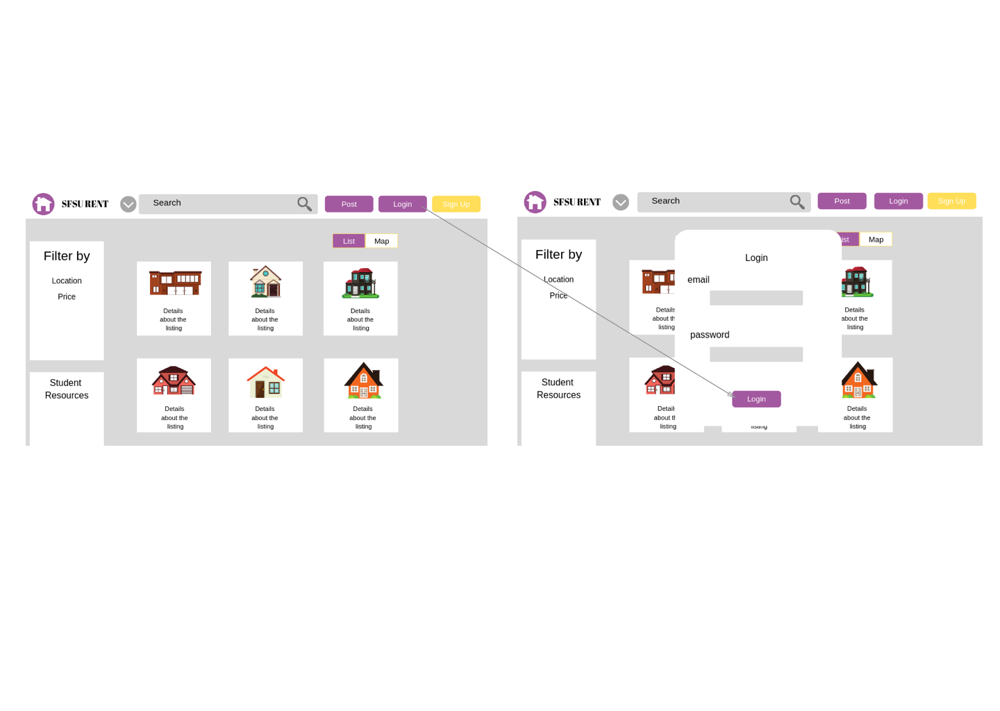 SFSU RENT
Search
Post
Login
Sign Up
List
Map
Filter by
Location
Price
Details
about the
listing
Details
about the
listing
Details
about the
listing
Student
Resources
Details
about the
listing
Details
about the
listing
Details
about the
listing
SFSU RENT
Search
Post
Login
Sign Up
ist
Map
Filter by
Location
Price
Login
email
password
Login
Details
about th
listing
Details
about the
listing
Student
Resources
Detail
about th
listing
listing
Details
about the
listing